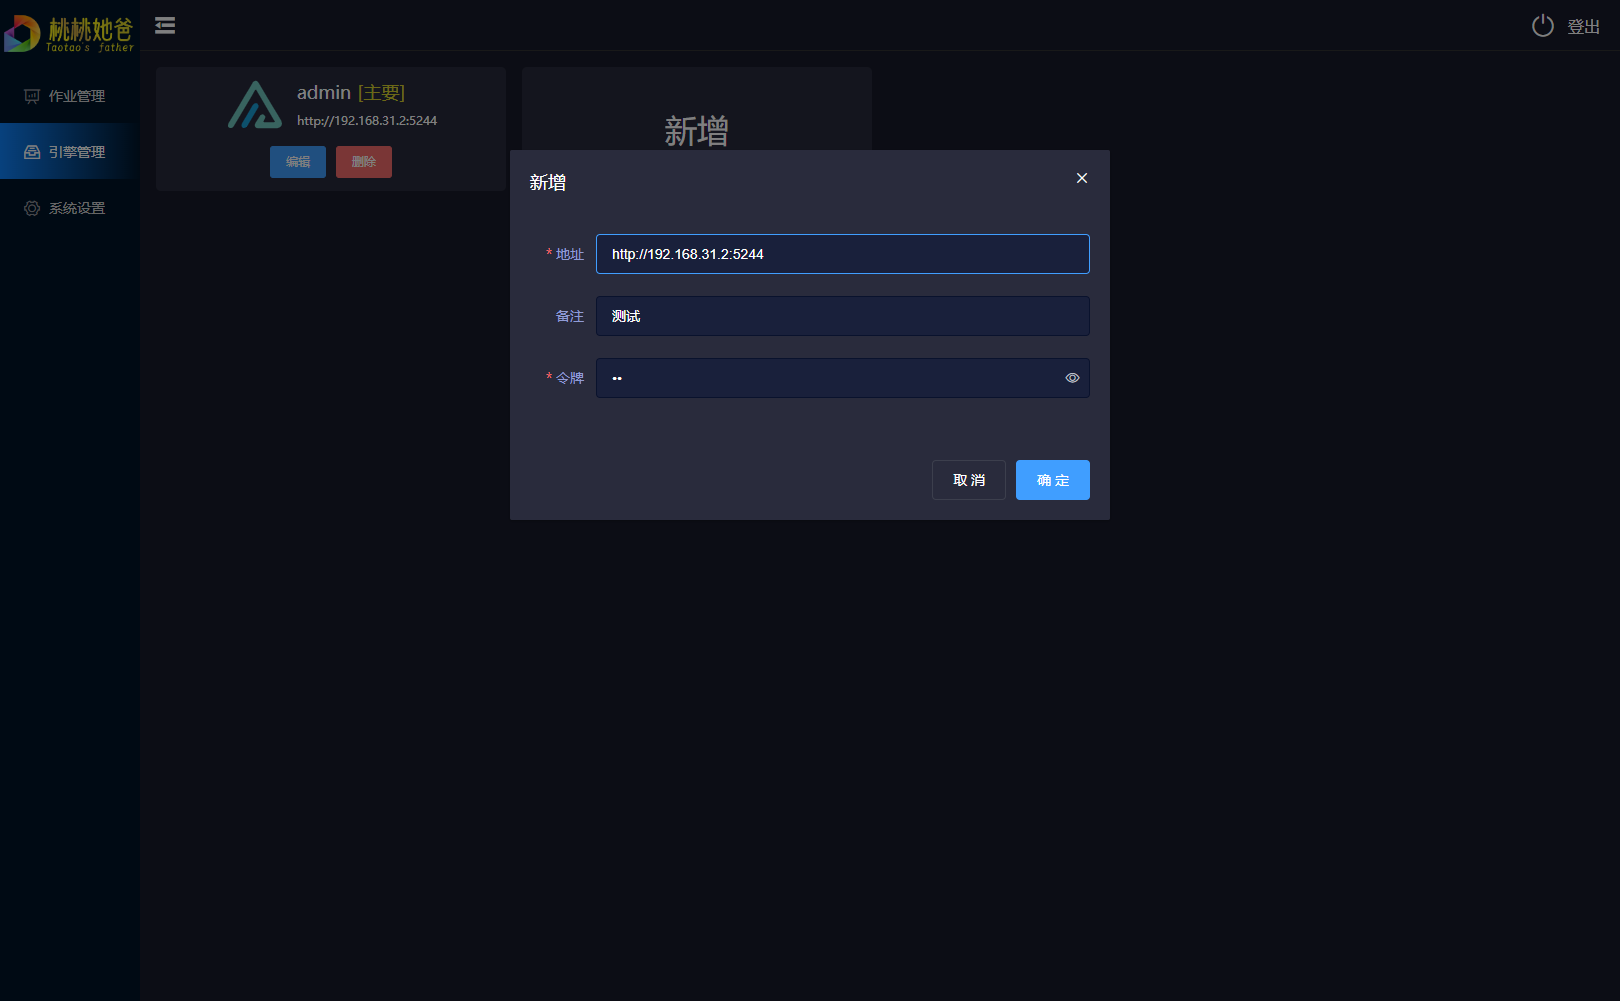 桃桃她爸
Taotao's father
登出
作业管理
引擎管理
系统设置
admin [主要]
http://192.168.31.2:5244
编辑
删除
新增
新增
* 地址
http://192.168.31.2:5244
备注
测试
* 令牌
••
取 消
确 定